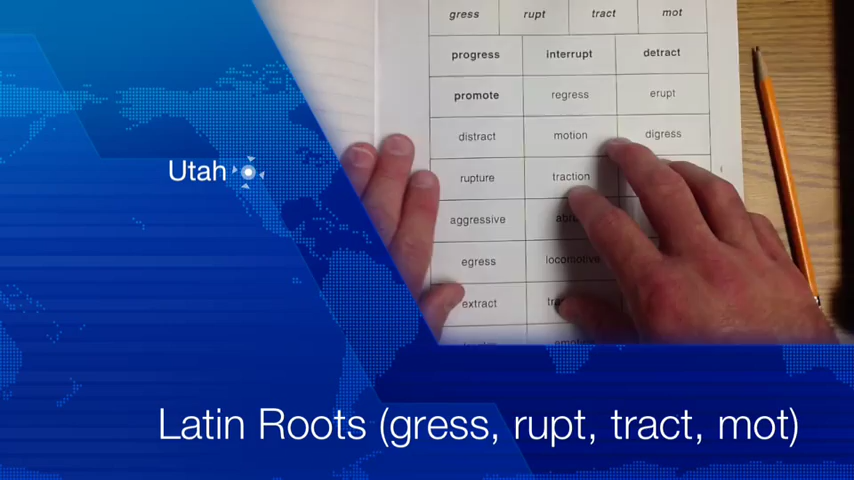 gress rupt tract mot
progress interrupt detract
promote regress erupt
distract motion digress
rupture traction
aggressive
egress locomotive
extract
Utah
Latin Roots (gress, rupt, tract, mot)